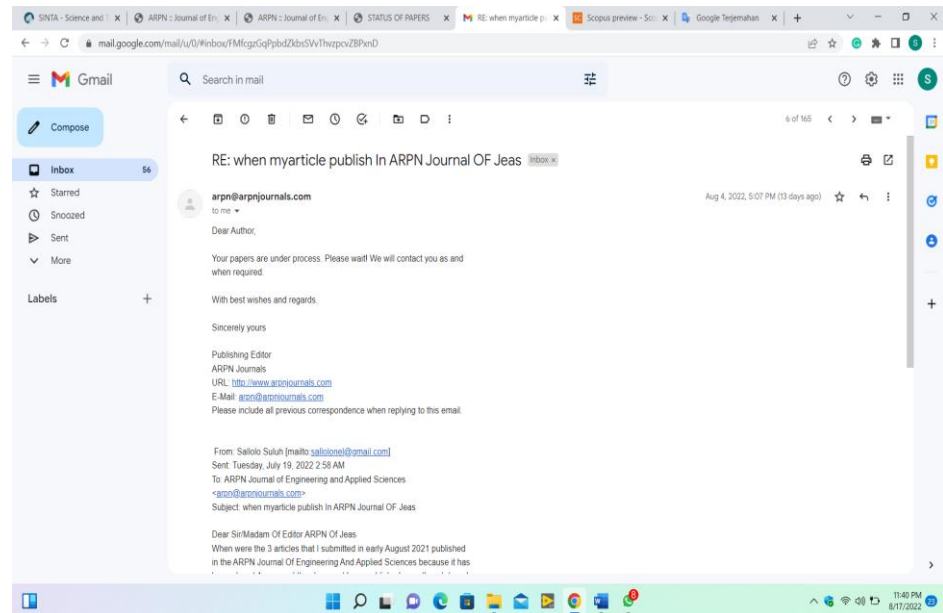 SINTA - Science and T
ARPN :: Journal of En
ARPN :: Journal of En
STATUS OF PAPERS
RE: when myarticle p
Scopus preview - Sco
Google Terjemahan
mail.google.com/mail/u/0/#inbox/FMfcgzGqPpbdZkbsSVvThvzpcvZBPxnD
Gmail
Search in mail
S
Compose
6 of 165
Inbox 56
Starred
Snoozed
Sent
More
Labels
RE: when myarticle publish In ARPN Journal OF Jeas Inbox x
arpn@arpnjournals.com Aug 4, 2022, 5:07 PM (13 days ago)
to me
Dear Author,
Your papers are under process. Please wait! We will contact you as and
when required.
With best wishes and regards.
Sincerely yours
Publishing Editor
ARPN Journals
URL: http://www.arpnjournals.com
E-Mail: arpn@arpnjournals.com
Please include all previous correspondence when replying to this email.
From: Sallolo Suluh [mailto:sallolonel@gmail.com]
Sent: Tuesday, July 19, 2022 2:58 AM
To: ARPN Journal of Engineering and Applied Sciences
<arpn@arpnjournals.com>
Subject: when myarticle publish In ARPN Journal OF Jeas
Dear Sir/Madam Of Editor ARPN Of Jeas
When were the 3 articles that I submitted in early August 2021 published
in the ARPN Journal Of Engineering And Applied Sciences because it has
11:40 PM
8/17/2022